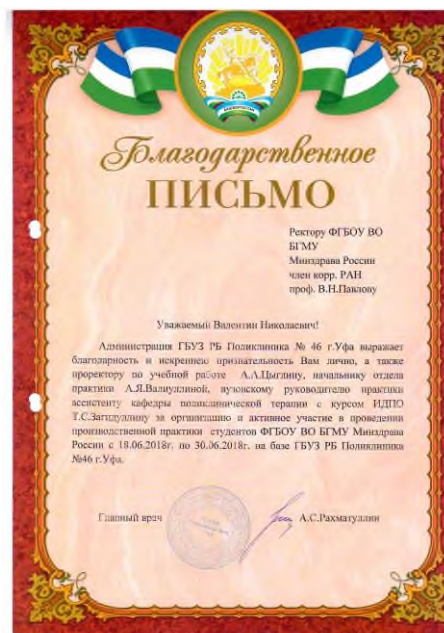 БАШКОРТОСТАН
Благодарственное
ПИСЬМО
Ректору ФГБОУ ВО
БГМУ
Минздрава России
член корр. РАН
проф. В.Н.Павлову
Уважаемый Валентин Николаевич!
Администрация ГБУЗ РБ Поликлиника № 46 г.Уфа выражает
благодарность и искреннюю признательность Вам лично, а также
проректору по учебной работе А.А.Цыглину, начальнику отдела
практики А.Я.Валиуллиной, вузовскому руководителю практики
ассистенту кафедры поликлинической терапии с курсом ИДПО
Т.С.Загидуллину за организацию и активное участие в проведении
производственной практики студентов ФГБОУ ВО БГМУ Минздрава
России с 18.06.2018г. по 30.06.2018г. на базе ГБУЗ РБ Поликлиника
№46 г.Уфа.
Главный врач А.С.Рахматуллин